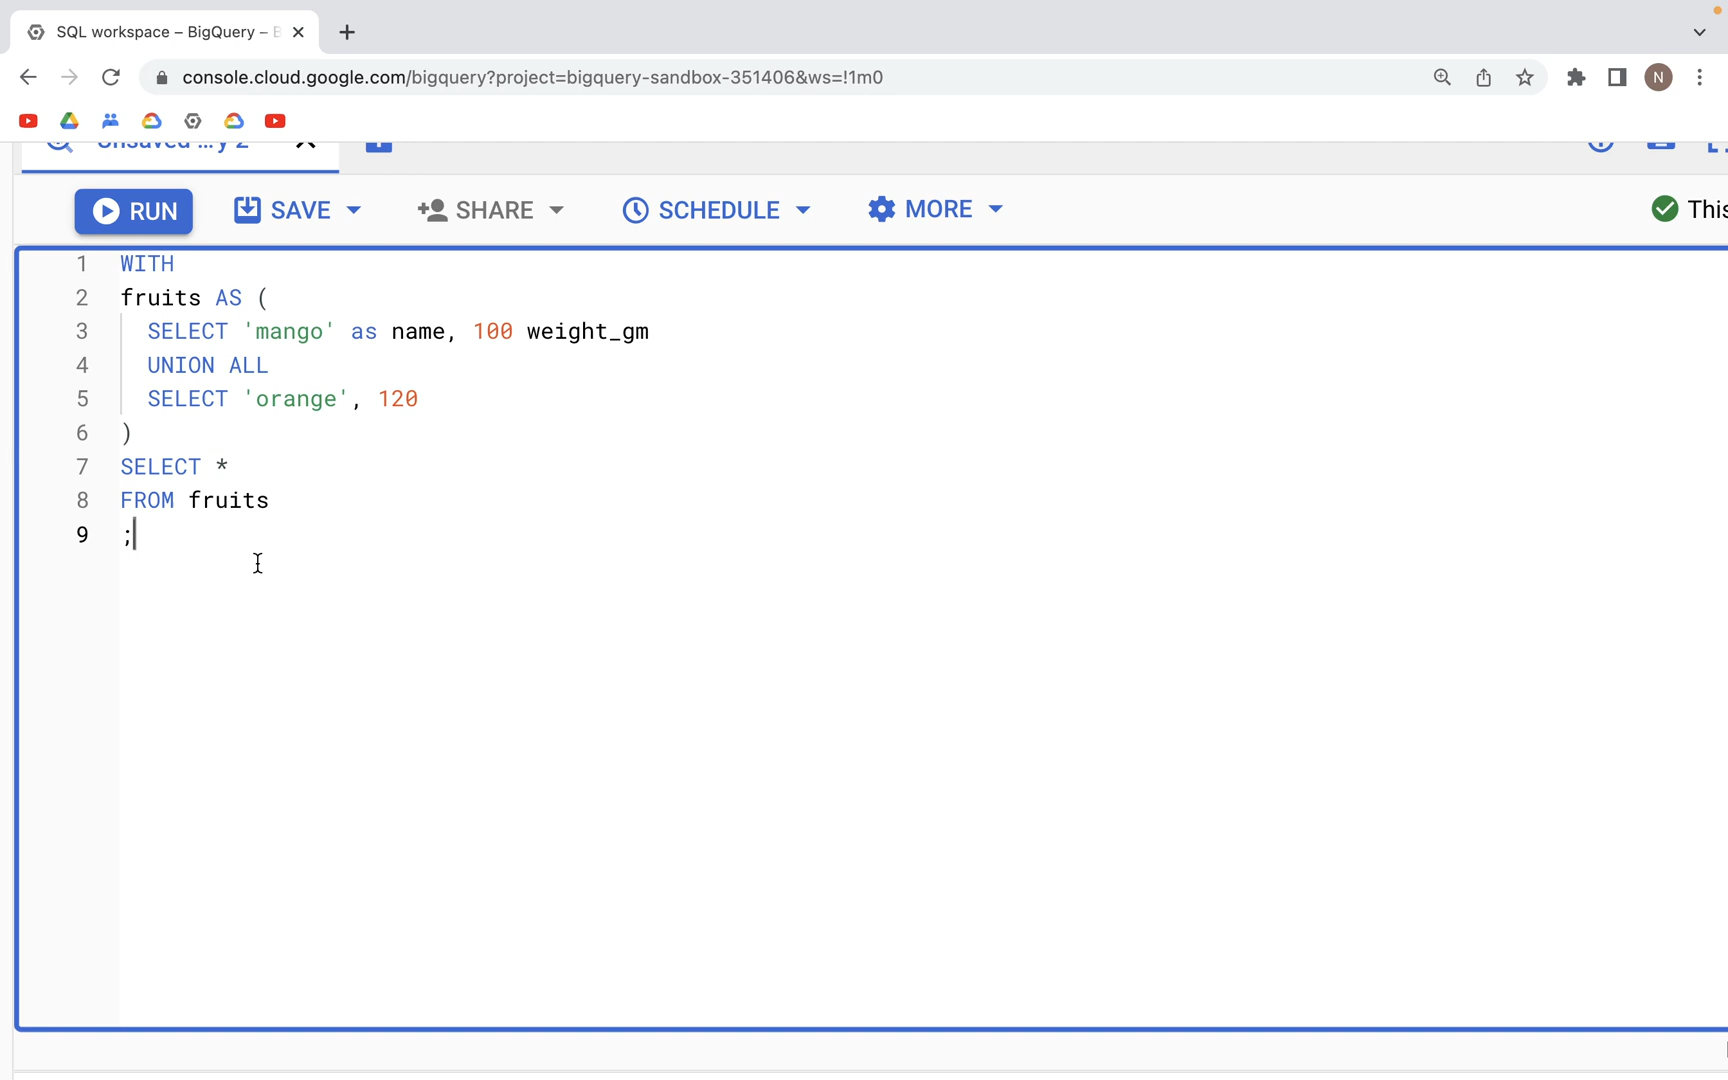 SQL workspace – BigQuery –
console.cloud.google.com/bigquery?project=bigquery-sandbox-351406&ws=!1m0
N
Unsaved …y 2
RUN SAVE SHARE SCHEDULE MORE This
1 WITH
2 fruits AS (
3 SELECT 'mango' as name, 100 weight_gm
4 UNION ALL
5 SELECT 'orange', 120
6 )
7 SELECT *
8 FROM fruits
9 ;